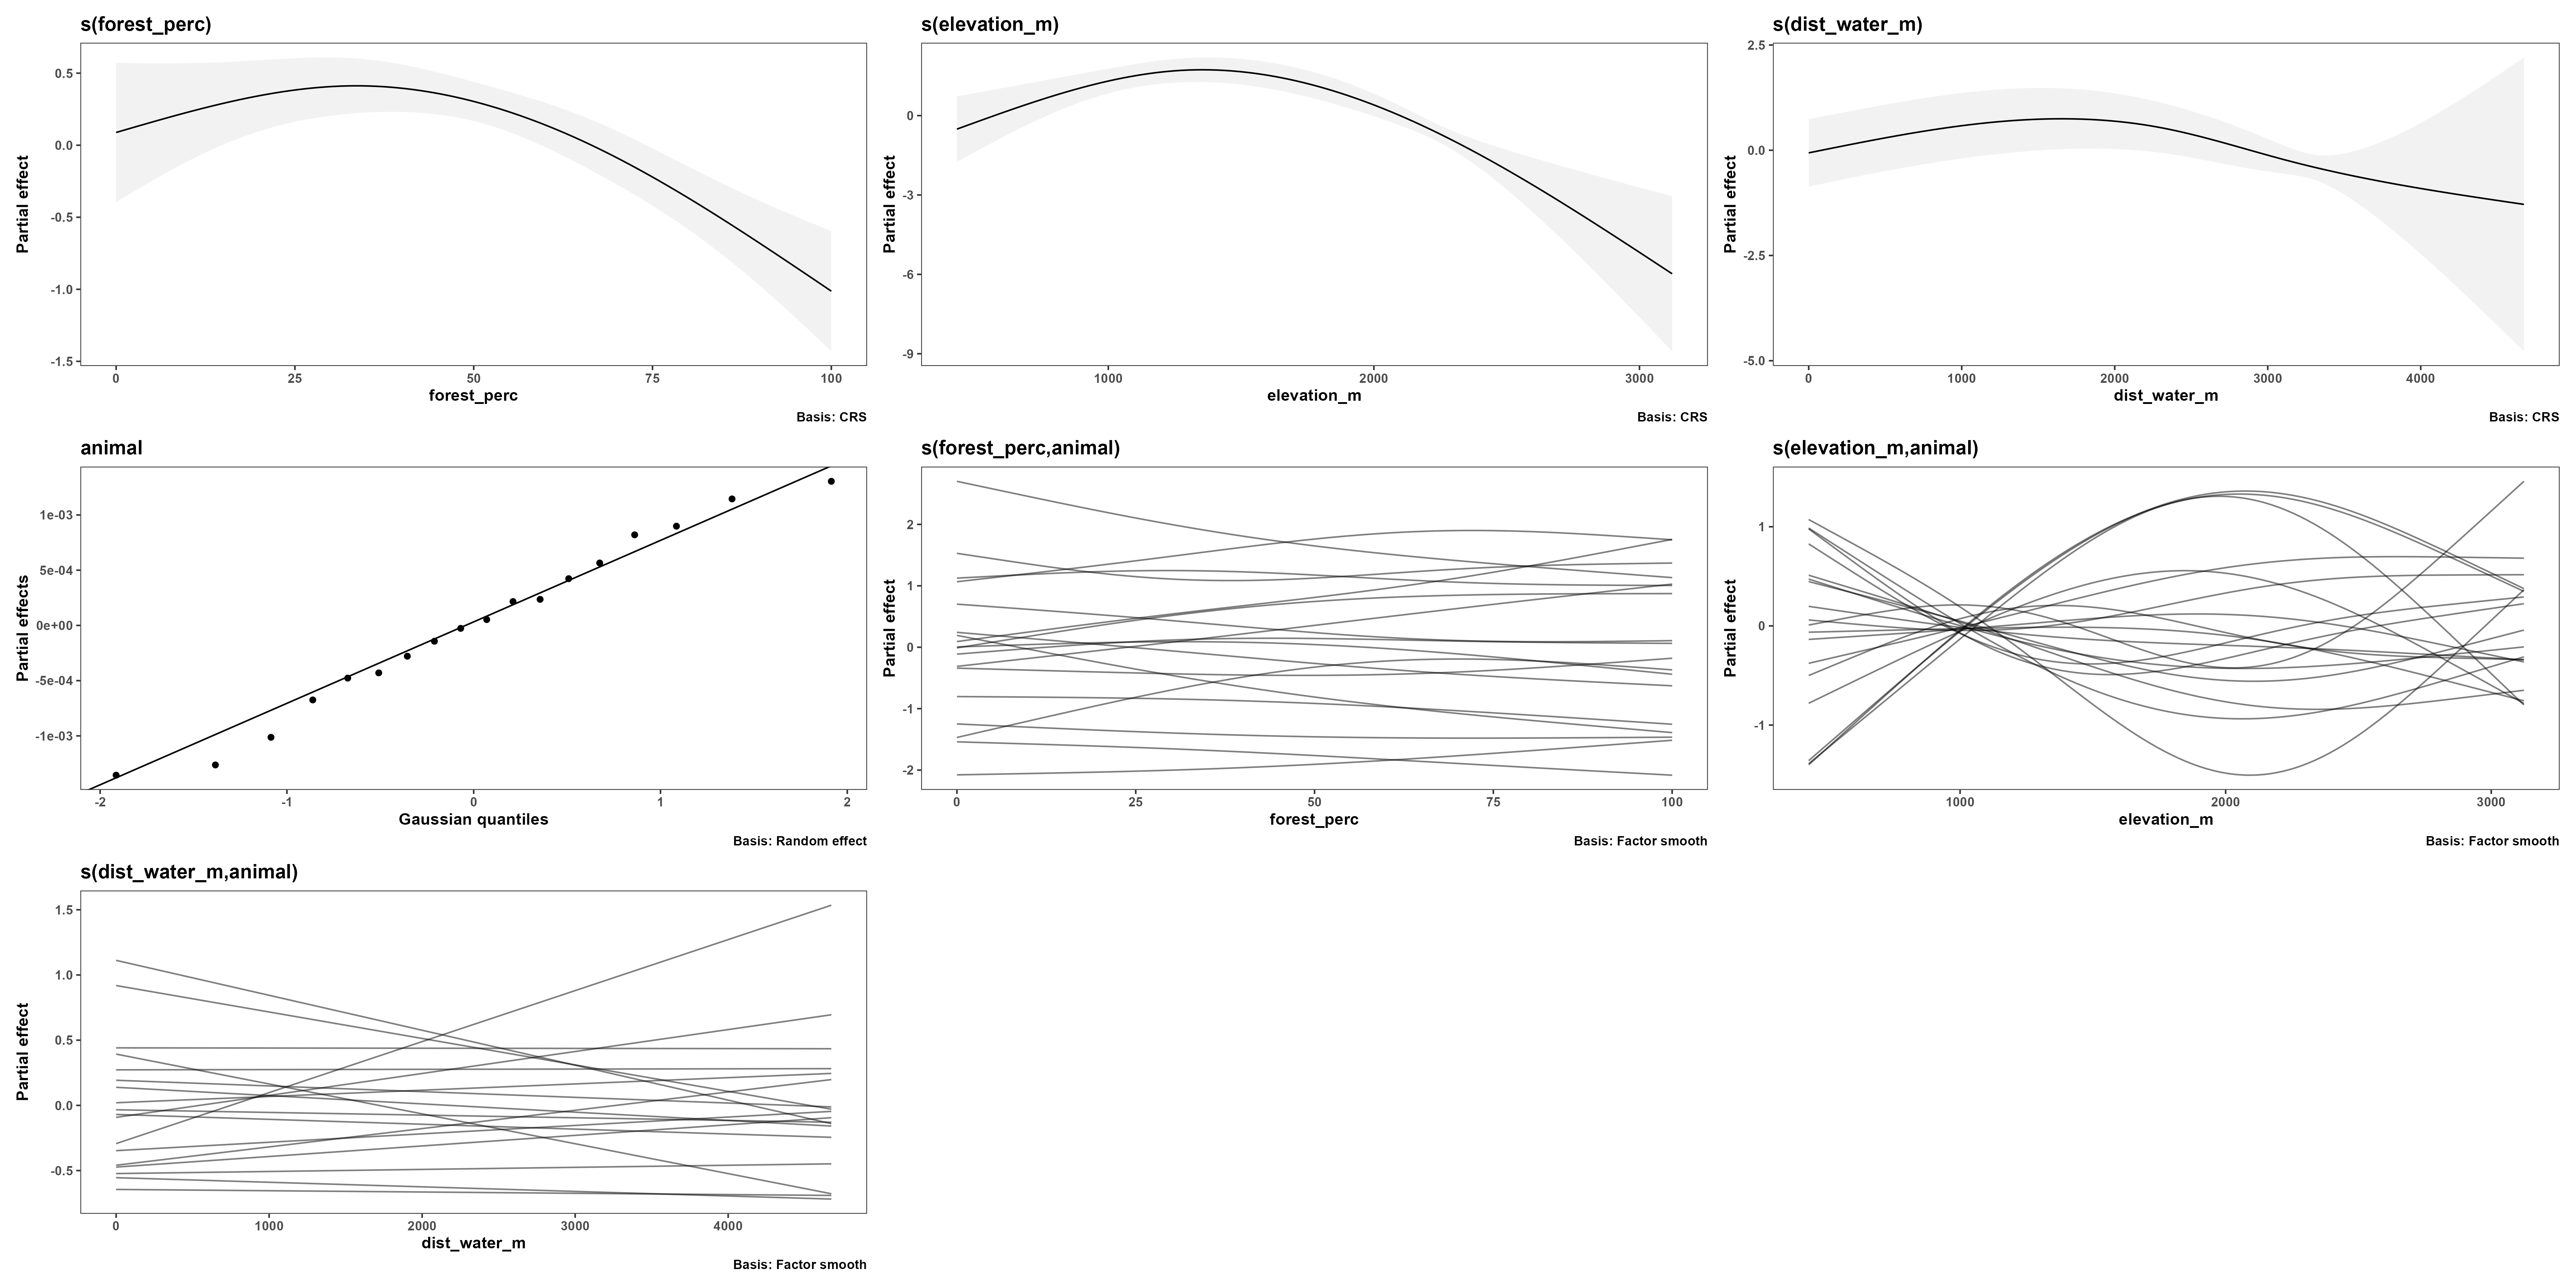 s(forest_perc)
Partial effect
0.5
0.0
-0.5
-1.0
-1.5
0 25 50 75 100
forest_perc
Basis: CRS
s(elevation_m)
Partial effect
0
-3
-6
-9
1000 2000 3000
elevation_m
Basis: CRS
s(dist_water_m)
Partial effect
2.5
0.0
-2.5
-5.0
0 1000 2000 3000 4000
dist_water_m
Basis: CRS
animal
Partial effects
1e-03
5e-04
0e+00
-5e-04
-1e-03
-2 -1 0 1 2
Gaussian quantiles
Basis: Random effect
s(forest_perc,animal)
Partial effect
2
1
0
-1
-2
0 25 50 75 100
forest_perc
Basis: Factor smooth
s(elevation_m,animal)
Partial effect
1
0
-1
1000 2000 3000
elevation_m
Basis: Factor smooth
s(dist_water_m,animal)
Partial effect
1.5
1.0
0.5
0.0
-0.5
0 1000 2000 3000 4000
dist_water_m
Basis: Factor smooth